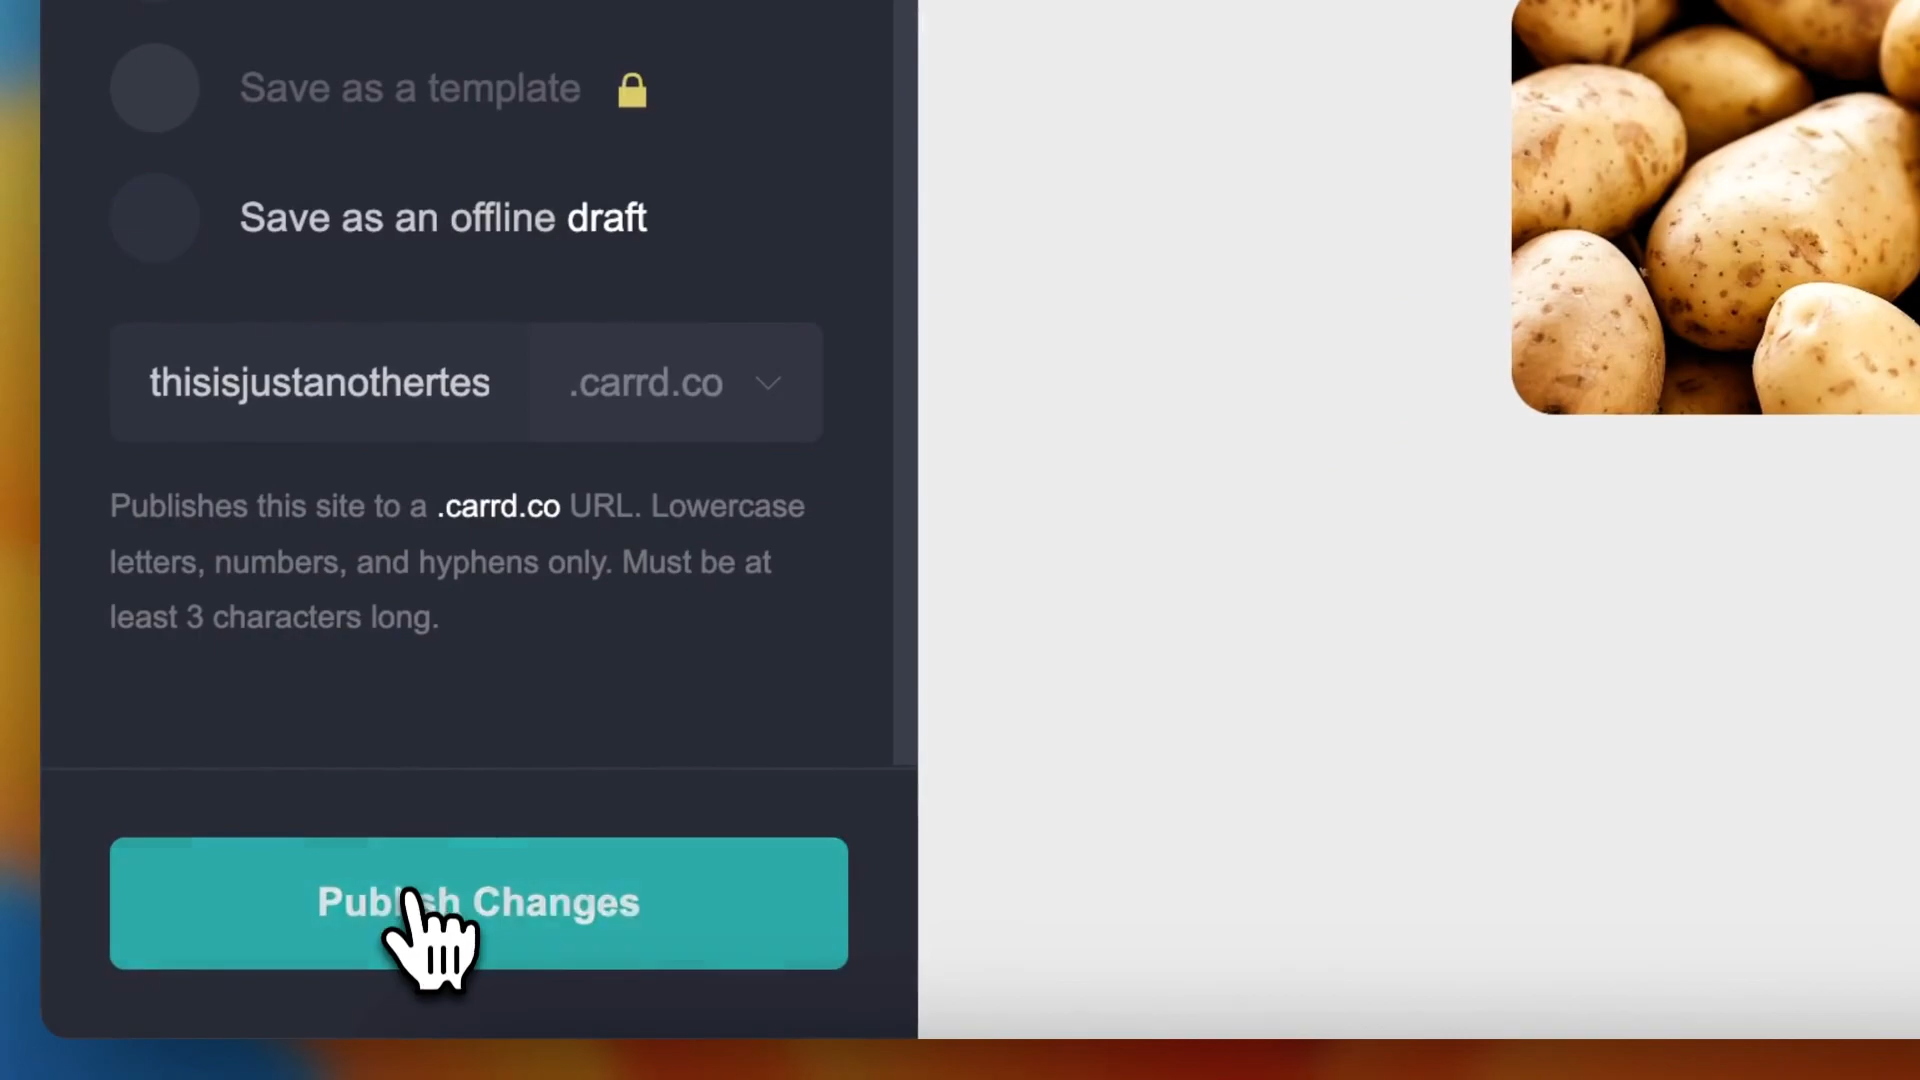 Save as a template
Save as an offline draft
thisisjustanothertes .carrd.co
Publishes this site to a .carrd.co URL. Lowercase
letters, numbers, and hyphens only. Must be at
least 3 characters long.
Publish Changes